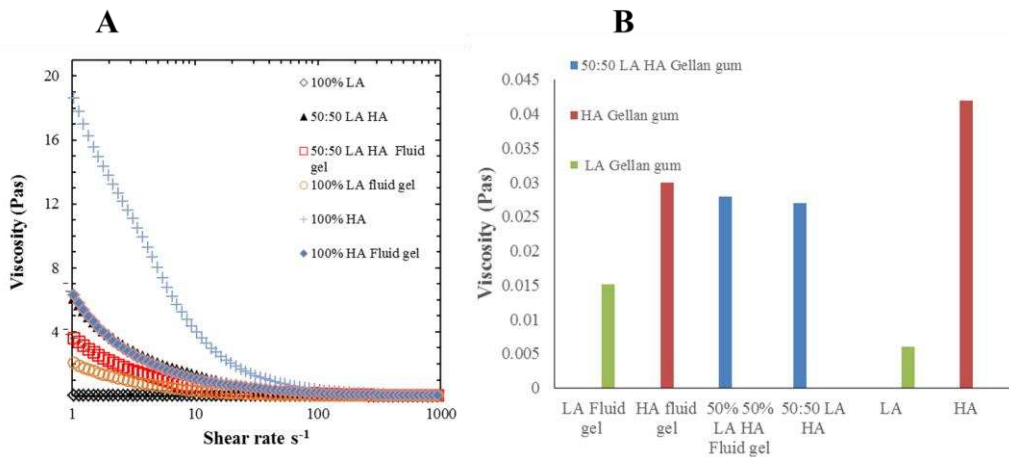 A
Viscosity (Pas)
20
16
12
8
4
1
10
100
1000
Shear rate s-1
100% LA
50:50 LA HA
50:50 LA HA Fluid
gel
100% LA fluid gel
100% HA
100% HA Fluid gel
B
Viscosity (Pas)
0.045
0.04
0.035
0.03
0.025
0.02
0.015
0.01
0.005
0
50:50 LA HA Gellan gum
HA Gellan gum
LA Gellan gum
LA Fluid
gel
HA fluid
gel
50% 50%
LA HA
Fluid gel
50:50 LA
HA
LA
HA